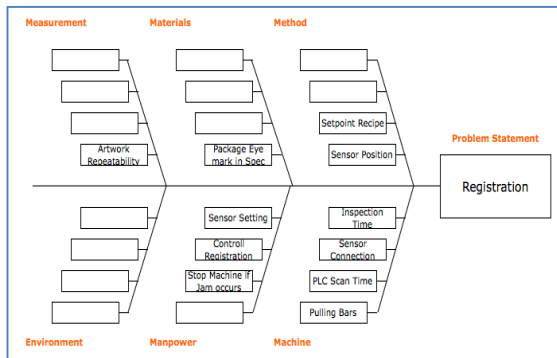 Measurement Materials Method
Setpoint Recipe
Problem Statement
Artwork
Repeatability
Package Eye
mark in Spec
Sensor Position
Registration
Sensor Setting
Inspection
Time
Controll
Registration
Sensor
Connection
Stop Machine if
Jam occurs
PLC Scan Time
Pulling Bars
Environment Manpower Machine